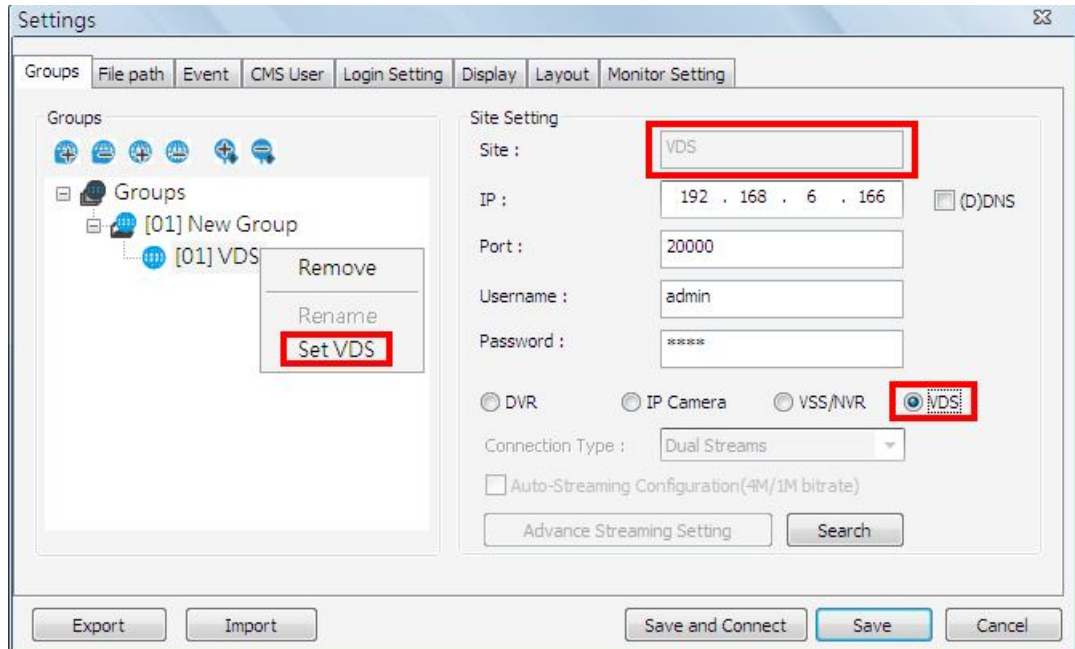 Settings
Groups File path Event CMS User Login Setting Display Layout Monitor Setting
Groups
Groups
[01] New Group
[01] VDS
Remove
Rename
Set VDS
Site Setting
Site : VDS
IP : 192 . 168 . 6 . 166 (D)DNS
Port : 20000
Username : admin
Password : ****
DVR IP Camera VSS/NVR VDS
Connection Type : Dual Streams
Auto-Streaming Configuration(4M/1M bitrate)
Advance Streaming Setting Search
Export Import Save and Connect Save Cancel